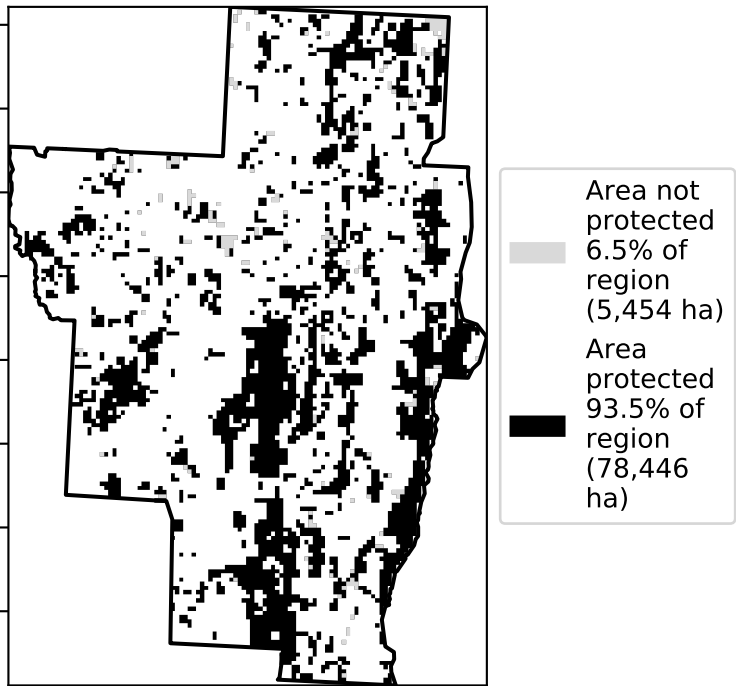 Area not
protected
6.5% of
region
(5,454 ha)
Area
protected
93.5% of
region
(78,446
ha)